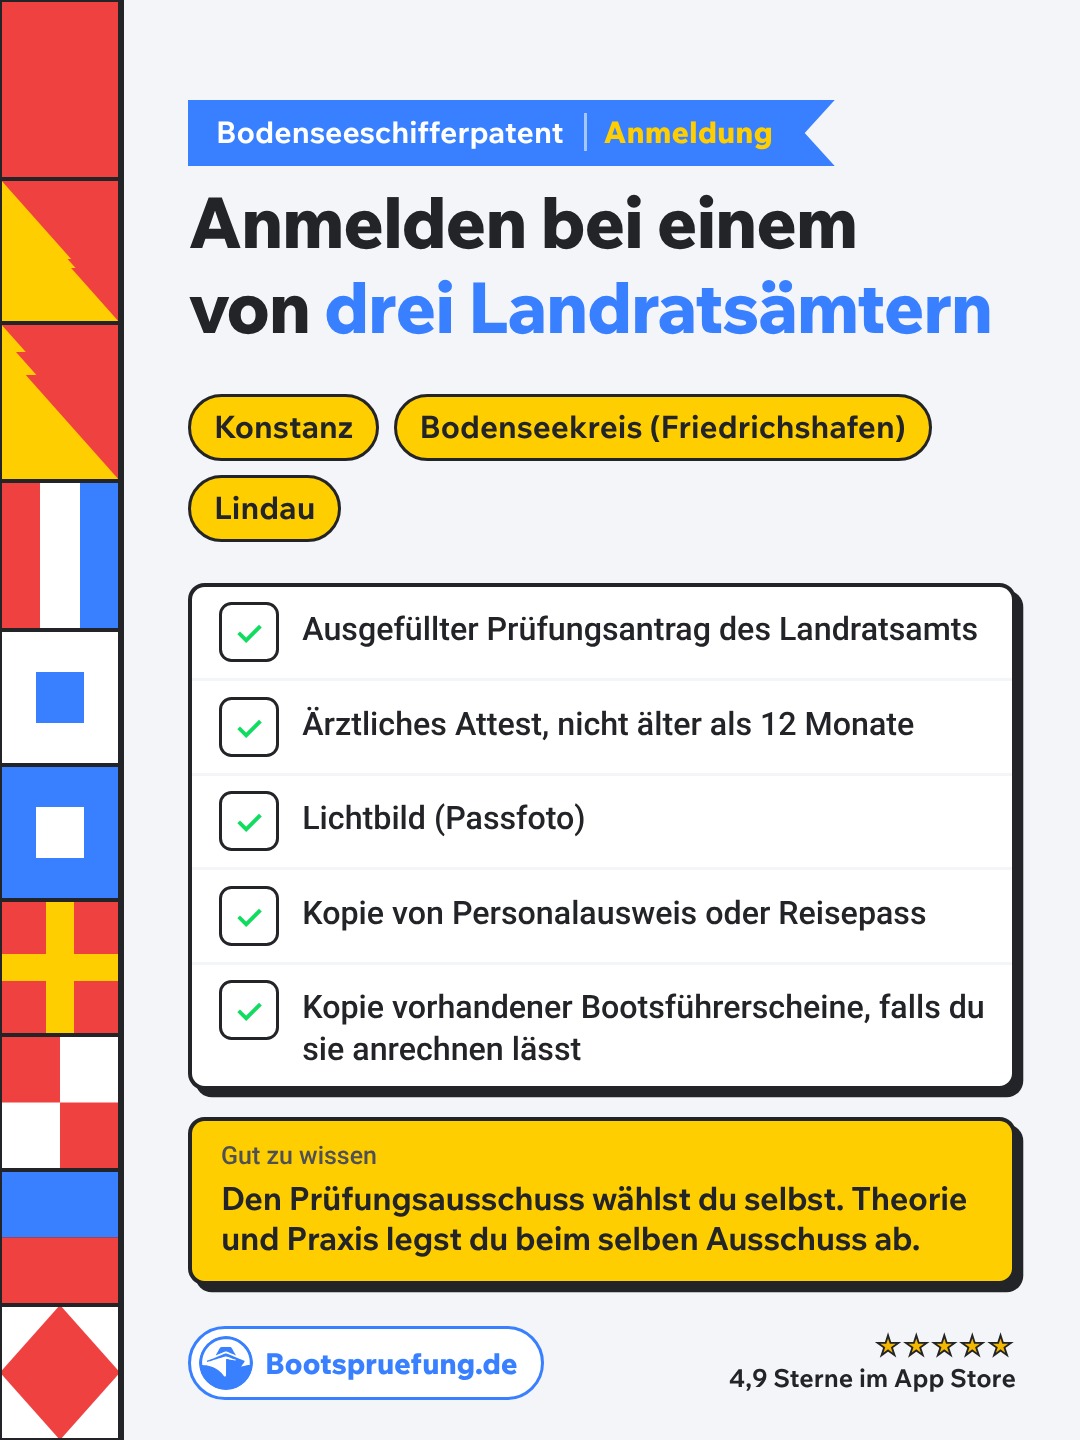 Bodenseeschifferpatent | Anmeldung
Anmelden bei einem
von drei Landratsämtern
Konstanz
Bodenseekreis (Friedrichshafen)
Lindau
Ausgefüllter Prüfungsantrag des Landratsamts
Ärztliches Attest, nicht älter als 12 Monate
Lichtbild (Passfoto)
Kopie von Personalausweis oder Reisepass
Kopie vorhandener Bootsführerscheine, falls du
sie anrechnen lässt
Gut zu wissen
Den Prüfungsausschuss wählst du selbst. Theorie
und Praxis legst du beim selben Ausschuss ab.
Bootspruefung.de
4,9 Sterne im App Store